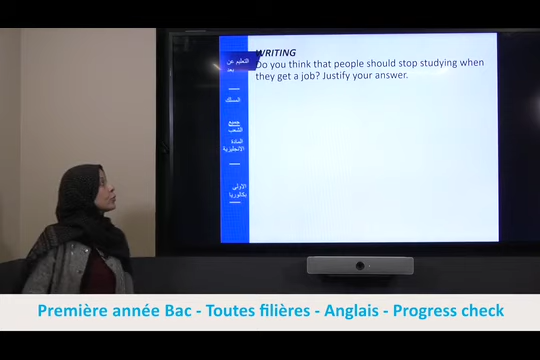 WRITING
Do you think that people should stop studying when
they get a job? Justify your answer.
التعليم عن
بعد
المسلك
جميع
الشعب
المادة
الانجليزية
الأولى
بكالوريا
Première année Bac - Toutes filières - Anglais - Progress check